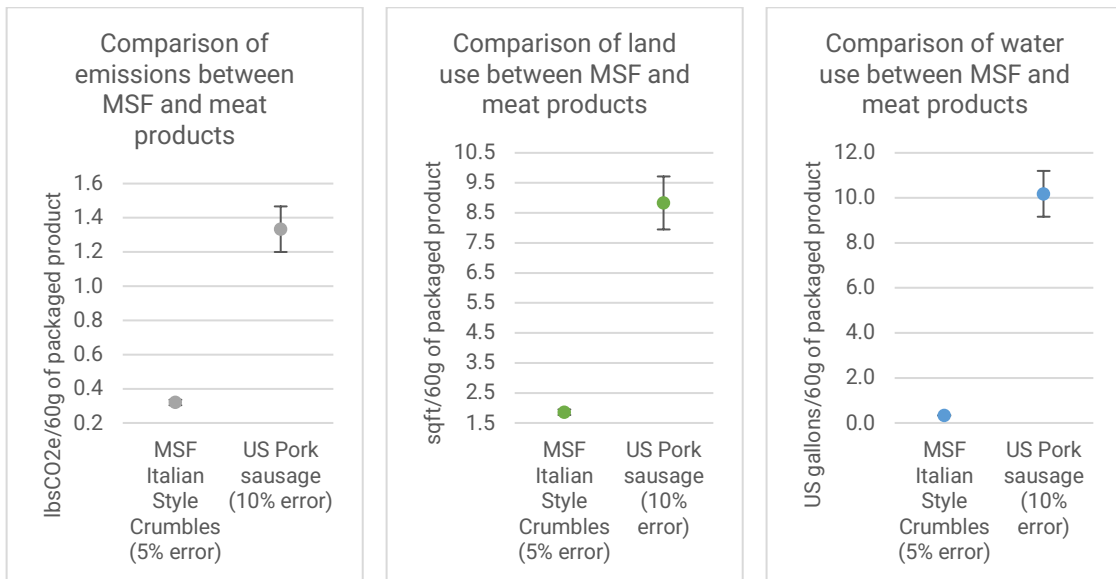 Comparison of
emissions between
MSF and meat
products
lbsCO2e/60g of packaged product
1.6
1.4
1.2
1.0
0.8
0.6
0.4
0.2
MSF
Italian
Style
Crumbles
(5% error)
US Pork
sausage
(10% error)
Comparison of land
use between MSF and
meat products
sqft/60g of packaged product
10.5
9.5
8.5
7.5
6.5
5.5
4.5
3.5
2.5
1.5
MSF
Italian
Style
Crumbles
(5% error)
US Pork
sausage
(10%
error)
Comparison of water
use between MSF and
meat products
US gallons/60g of packaged product
12.0
10.0
8.0
6.0
4.0
2.0
0.0
MSF
Italian
Style
Crumbles
(5% error)
US Pork
sausage
(10%
error)